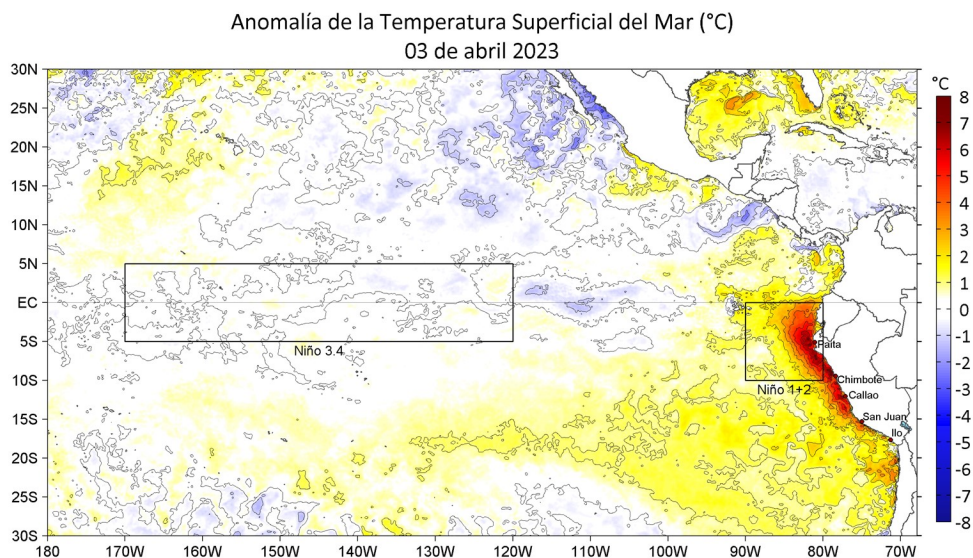 Anomalía de la Temperatura Superficial del Mar (°C)
03 de abril 2023
30N
25N
20N
15N
10N
5N
EC
5S
10S
15S
20S
25S
30S
Niño 3.4
Niño 1+2
Paita
Chimbote
Callao
San Juan
Ilo
180 170W 160W 150W 140W 130W 120W 110W 100W 90W 80W 70W
°C
8
7
6
5
4
3
2
1
0
-1
-2
-3
-4
-5
-6
-7
-8